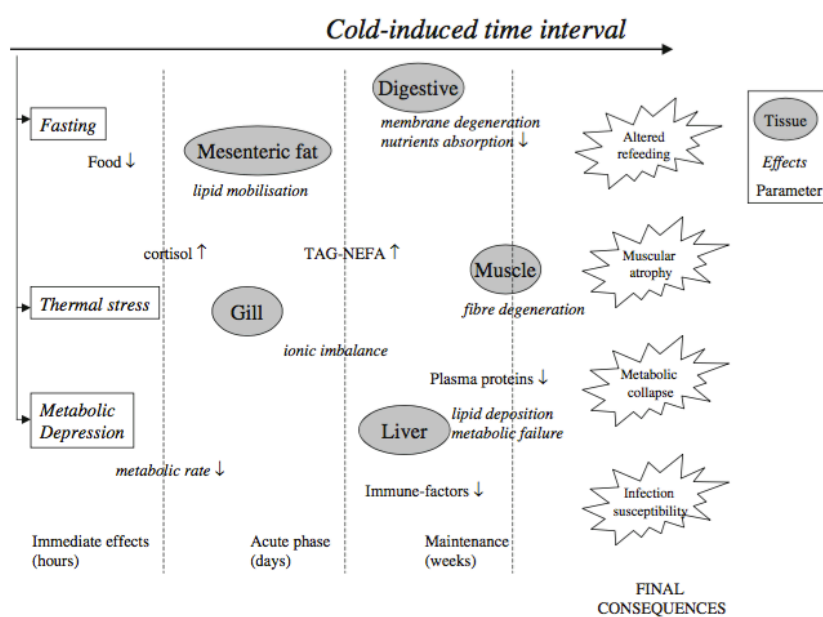 Cold-induced time interval
Fasting
Food ↓
Mesenteric fat
lipid mobilisation
Digestive
membrane degeneration
nutrients absorption ↓
Altered
refeeding
Tissue
Effects
Parameter
cortisol ↑
TAG-NEFA ↑
Thermal stress
Gill
ionic imbalance
Muscle
fibre degeneration
Muscular
atrophy
Metabolic
Depression
metabolic rate ↓
Plasma proteins ↓
Liver
lipid deposition
metabolic failure
Immune-factors ↓
Metabolic
collapse
Infection
susceptibility
Immediate effects
(hours)
Acute phase
(days)
Maintenance
(weeks)
FINAL
CONSEQUENCES